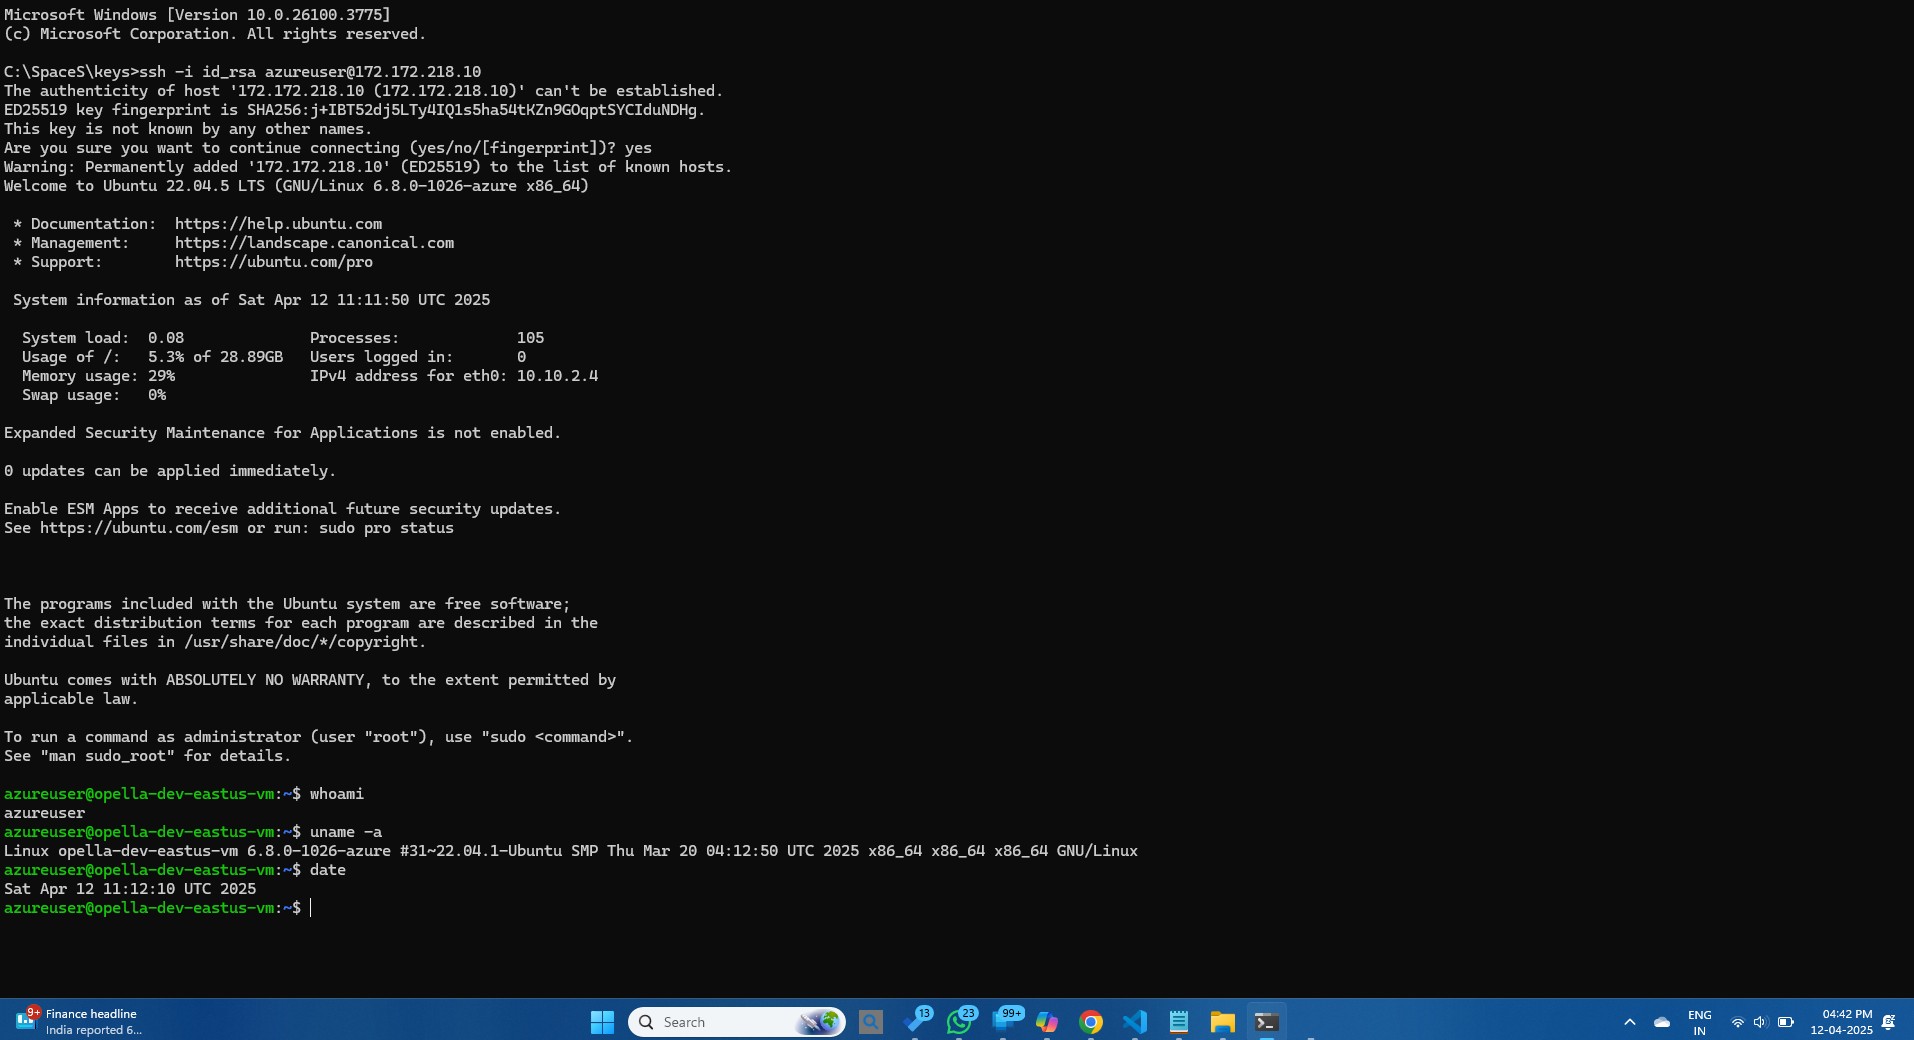 Microsoft Windows [Version 10.0.26100.3775]
(c) Microsoft Corporation. All rights reserved.
C:\SpaceS\keys>ssh -i id_rsa azureuser@172.172.218.10
The authenticity of host '172.172.218.10 (172.172.218.10)' can't be established.
ED25519 key fingerprint is SHA256:j+IBT52dj5LTy4IQ1s5ha54tKZn9GOqptSYCIduNDHg.
This key is not known by any other names.
Are you sure you want to continue connecting (yes/no/[fingerprint])? yes
Warning: Permanently added '172.172.218.10' (ED25519) to the list of known hosts.
Welcome to Ubuntu 22.04.5 LTS (GNU/Linux 6.8.0-1026-azure x86_64)
* Documentation:  https://help.ubuntu.com
* Management:     https://landscape.canonical.com
* Support:        https://ubuntu.com/pro
System information as of Sat Apr 12 11:11:50 UTC 2025
System load:  0.08              Processes:             105
Usage of /:   5.3% of 28.89GB   Users logged in:       0
Memory usage: 29%               IPv4 address for eth0: 10.10.2.4
Swap usage:   0%
Expanded Security Maintenance for Applications is not enabled.
0 updates can be applied immediately.
Enable ESM Apps to receive additional future security updates.
See https://ubuntu.com/esm or run: sudo pro status
The programs included with the Ubuntu system are free software;
the exact distribution terms for each program are described in the
individual files in /usr/share/doc/*/copyright.
Ubuntu comes with ABSOLUTELY NO WARRANTY, to the extent permitted by
applicable law.
To run a command as administrator (user "root"), use "sudo <command>".
See "man sudo_root" for details.
azureuser@opella-dev-eastus-vm:~$ whoami
azureuser
azureuser@opella-dev-eastus-vm:~$ uname -a
Linux opella-dev-eastus-vm 6.8.0-1026-azure #31~22.04.1-Ubuntu SMP Thu Mar 20 04:12:50 UTC 2025 x86_64 x86_64 x86_64 GNU/Linux
azureuser@opella-dev-eastus-vm:~$ date
Sat Apr 12 11:12:10 UTC 2025
azureuser@opella-dev-eastus-vm:~$
9+
Finance headline
India reported 6...
Search
13
23
99+
ENG
IN
04:42 PM
12-04-2025